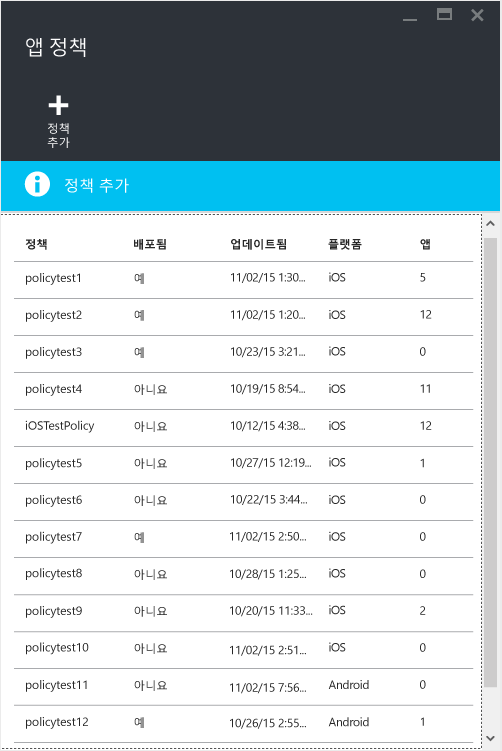 앱 정책
정책
추가
정책 추가
정책 배포됨 업데이트됨 플랫폼 앱
policytest1 예 11/02/15 1:30... iOS 5
policytest2 예 11/02/15 1:20... iOS 12
policytest3 예 10/23/15 3:21... iOS 0
policytest4 아니요 10/19/15 8:54... iOS 11
iOSTestPolicy 아니요 10/12/15 4:38... iOS 12
policytest5 아니요 10/27/15 12:19... iOS 1
policytest6 아니요 10/22/15 3:44... iOS 0
policytest7 예 11/02/15 2:50... iOS 0
policytest8 아니요 10/28/15 1:25... iOS 0
policytest9 아니요 10/20/15 11:33... iOS 2
policytest10 아니요 11/02/15 2:51... iOS 0
policytest11 아니요 11/02/15 7:56... Android 0
policytest12 예 10/26/15 2:55... Android 1